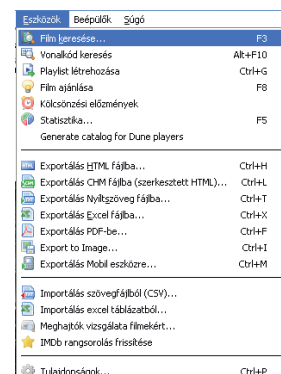 Eszközök Beépülők Súgó
Film keresése... F3
Vonalkód keresés Alt+F10
Playlist létrehozása Ctrl+G
Film ajánlása F8
Kölcsönzési előzmények
Statisztika... F5
Generate catalog for Dune players
Exportálás HTML fájlba... Ctrl+H
Exportálás CHM fájlba (szerkesztett HTML)... Ctrl+L
Exportálás Nyíltszöveg fájlba... Ctrl+T
Exportálás Excel fájlba... Ctrl+X
Exportálás PDF-be... Ctrl+F
Export to Image... Ctrl+I
Exportálás Mobil eszközre... Ctrl+M
Importálás szövegfájlból (CSV)...
Importálás excel táblázatból...
Meghajtók vizsgálata filmekért...
IMDb rangsorolás frissítése
Tulajdonságok... Ctrl+P